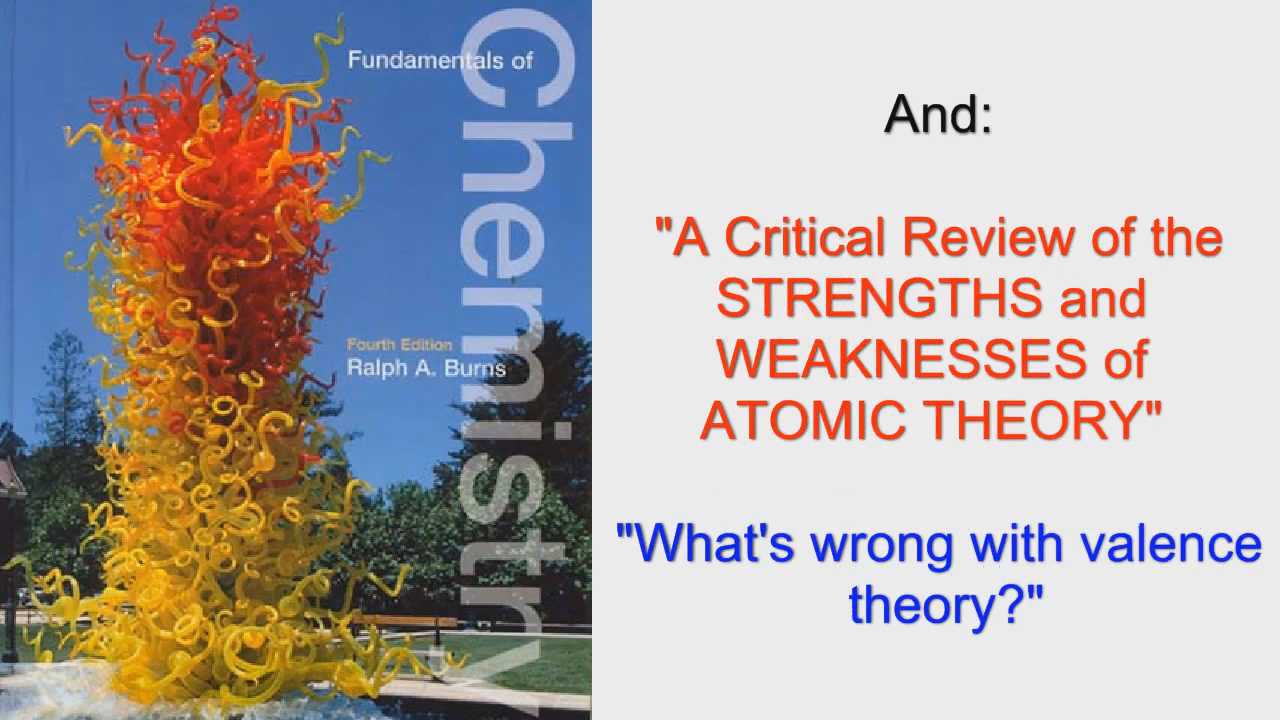 Fundamentals of
Chemistry
Fourth Edition
Ralph A. Burns
And:
"A Critical Review of the
STRENGTHS and
WEAKNESSES of
ATOMIC THEORY"
"What's wrong with valence
theory?"